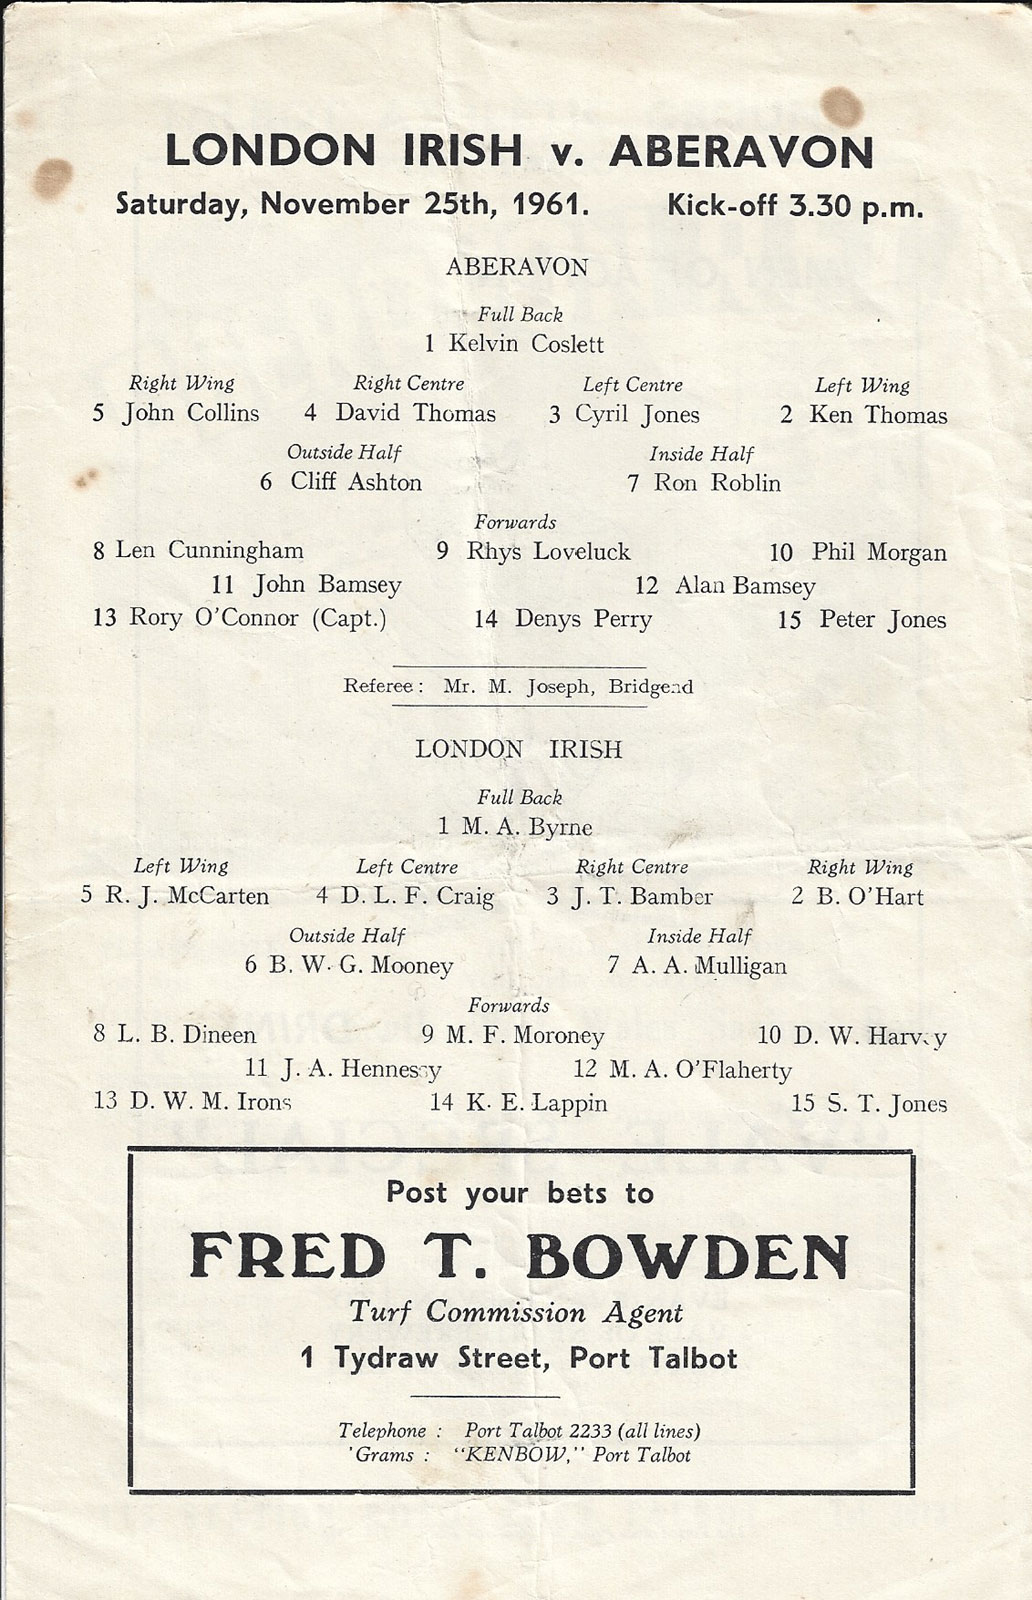 LONDON IRISH v. ABERAVON
Saturday, November 25th, 1961. Kick-off 3.30 p.m.
ABERAVON
Full Back
1 Kelvin Coslett
Right Wing Right Centre Left Centre Left Wing
5 John Collins 4 David Thomas 3 Cyril Jones 2 Ken Thomas
Outside Half Inside Half
6 Cliff Ashton 7 Ron Roblin
Forwards
8 Len Cunningham 9 Rhys Loveluck 10 Phil Morgan
11 John Bamsey 12 Alan Bamsey
13 Rory O'Connor (Capt.) 14 Denys Perry 15 Peter Jones
Referee : Mr. M. Joseph, Bridgend
LONDON IRISH
Full Back
1 M. A. Byrne
Left Wing Left Centre Right Centre Right Wing
5 R. J. McCarten 4 D. L. F. Craig 3 J. T. Bamber 2 B. O'Hart
Outside Half Inside Half
6 B. W. G. Mooney 7 A. A. Mulligan
Forwards
8 L. B. Dineen 9 M. F. Moroney 10 D. W. Harvey
11 J. A. Hennessy 12 M. A. O'Flaherty
13 D. W. M. Irons 14 K. E. Lappin 15 S. T. Jones
Post your bets to
FRED T. BOWDEN
Turf Commission Agent
1 Tydraw Street, Port Talbot
Telephone : Port Talbot 2233 (all lines)
'Grams : "KENBOW," Port Talbot